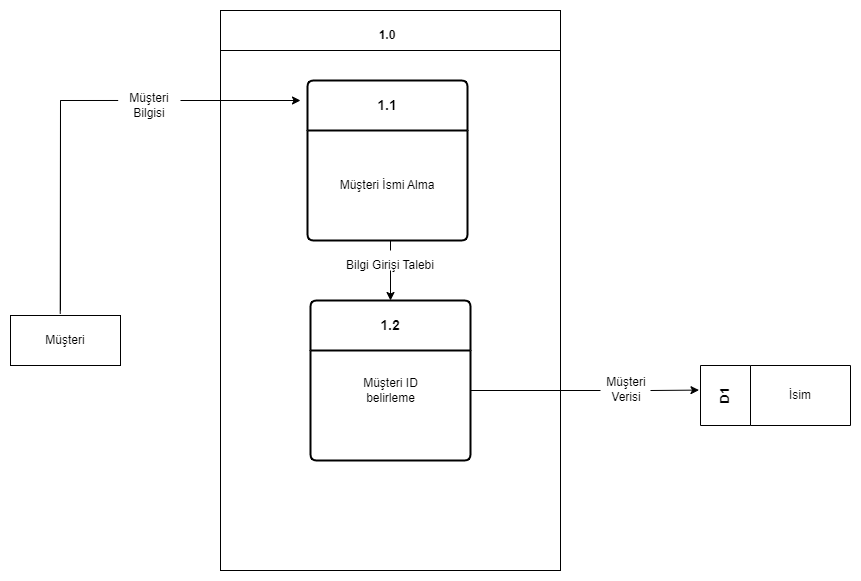 1.0
Müşteri
Bilgisi
1.1
Müşteri İsmi Alma
Bilgi Girişi Talebi
1.2
Müşteri
Müşteri ID
belirleme
Müşteri
Verisi
D1
İsim